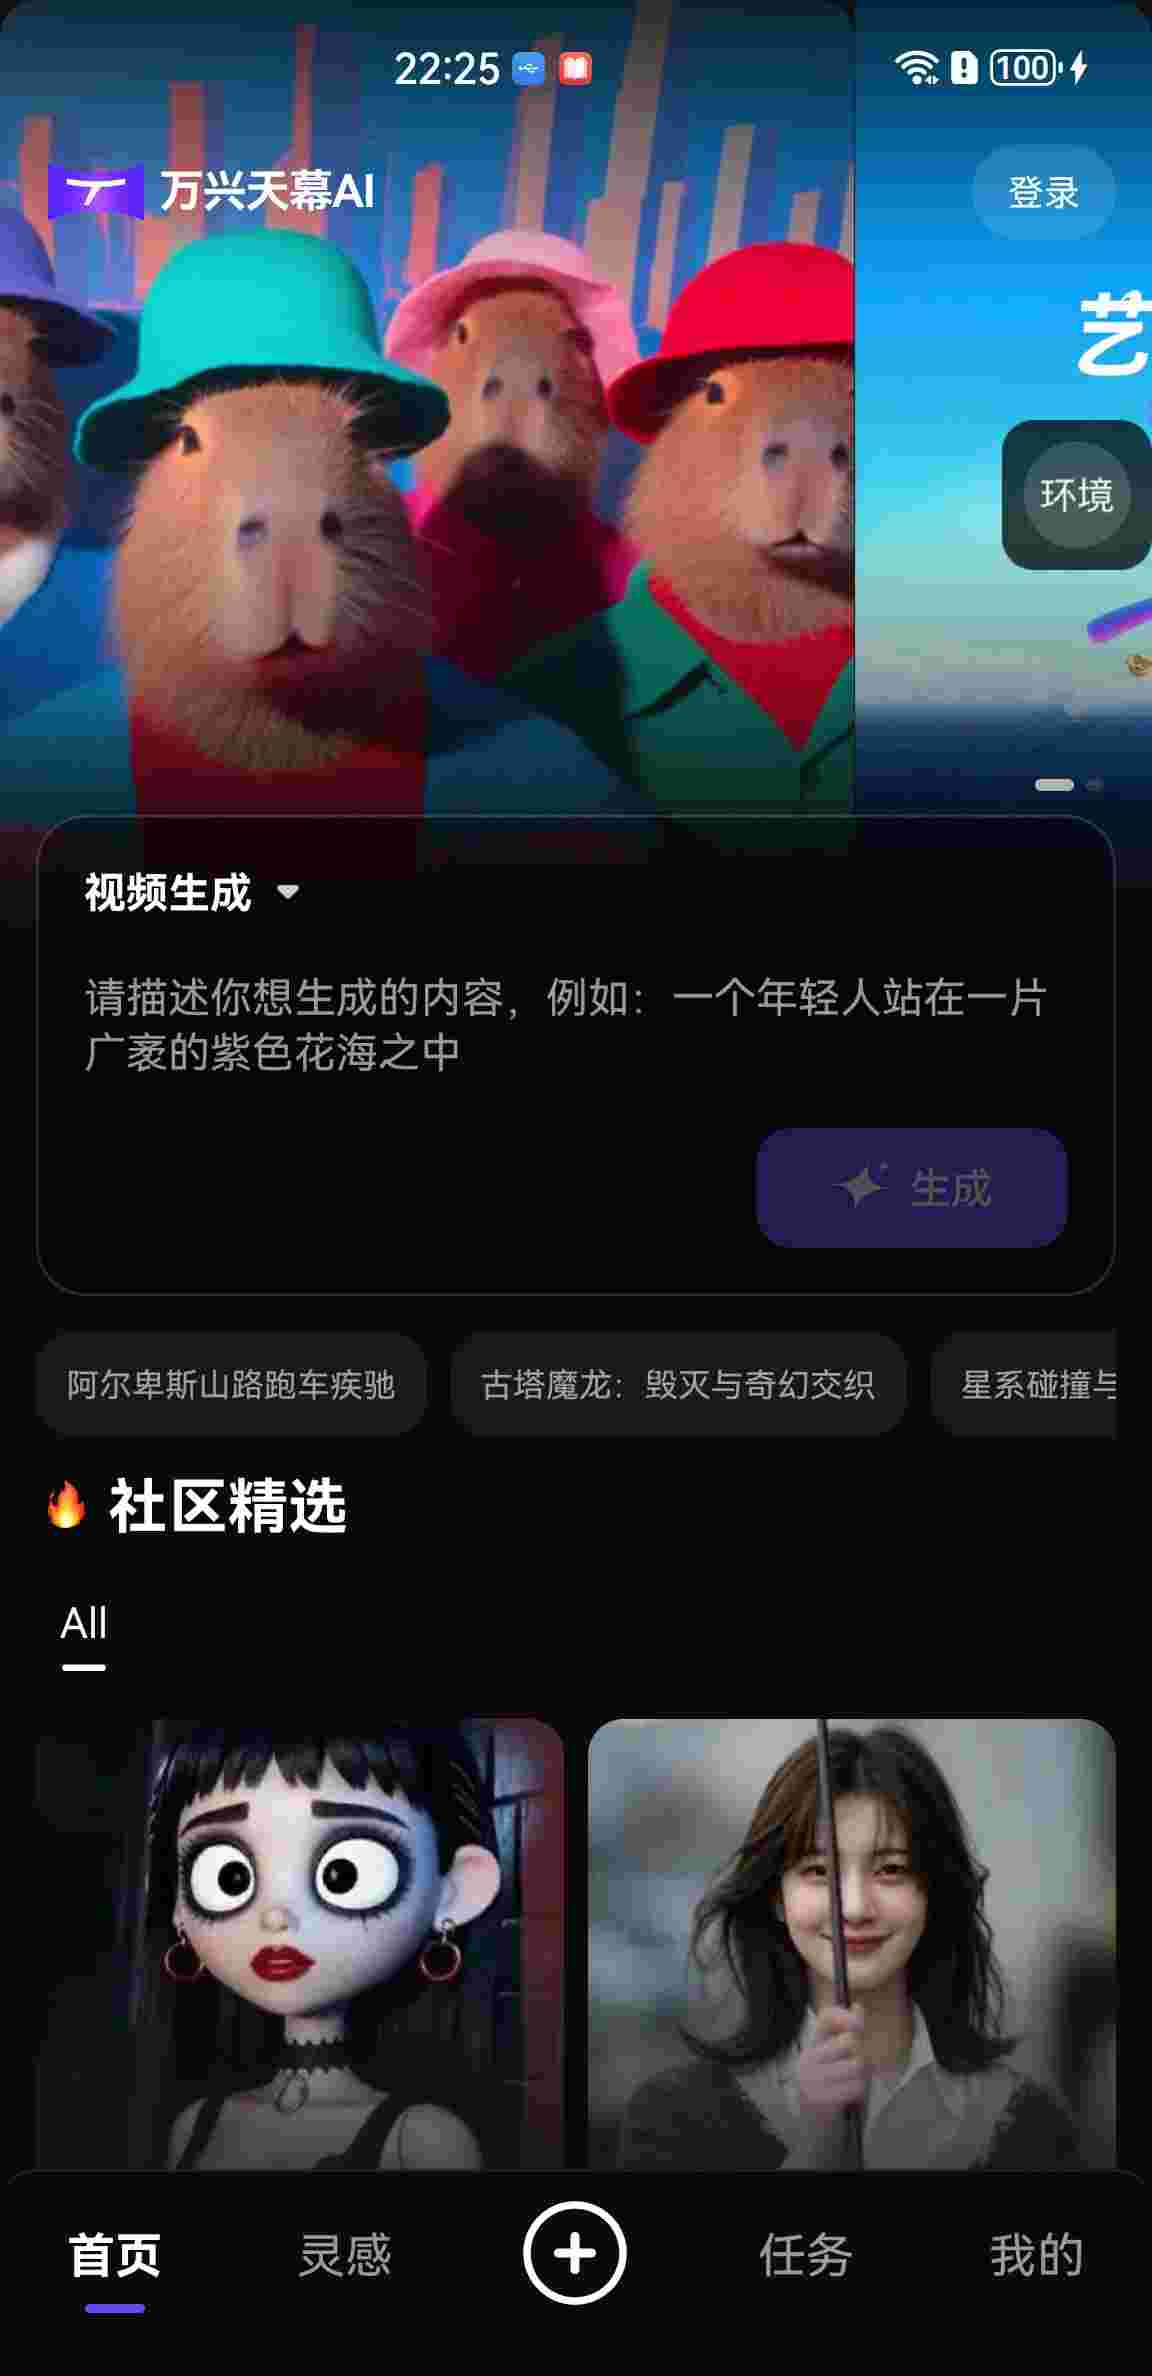 22:25
100
万兴天幕AI
登录
艺
环境
视频生成
请描述你想生成的内容，例如：一个年轻人站在一片
广袤的紫色花海之中
生成
阿尔卑斯山路跑车疾驰
古塔魔龙：毁灭与奇幻交织
星系碰撞与
社区精选
All
首页
灵感
任务
我的